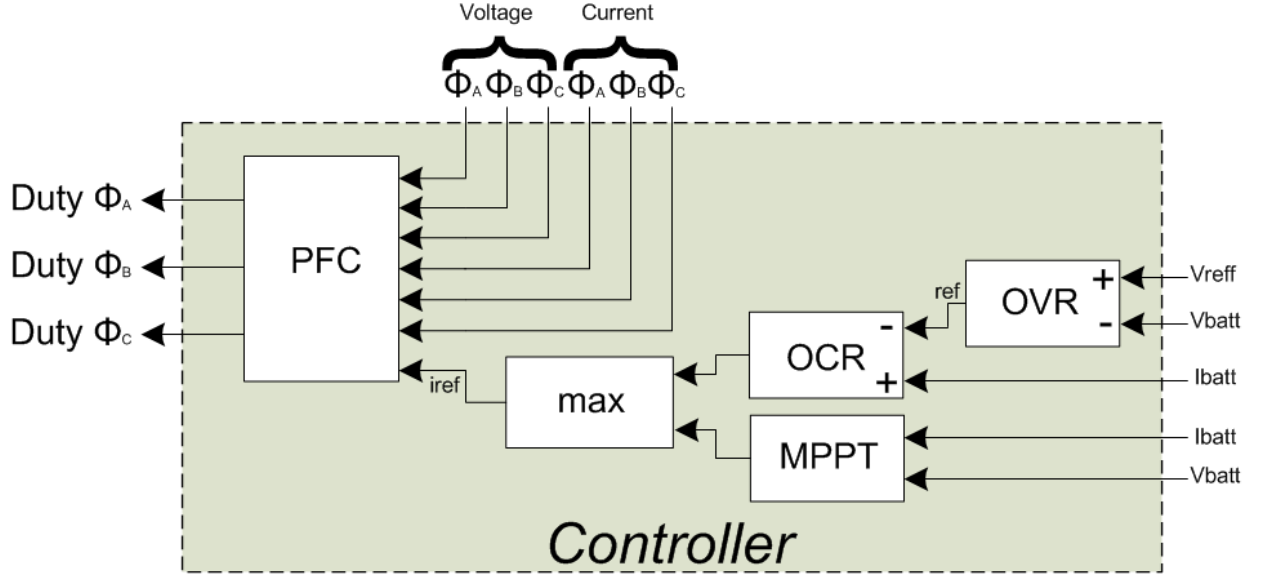 Voltage Current
ΦA ΦB ΦC ΦA ΦB ΦC
Duty ΦA
PFC
Duty ΦB
Duty ΦC
iref
max
OCR
-
+
ref
OVR
+
-
Vreff
Vbatt
Ibatt
MPPT
Ibatt
Vbatt
Controller